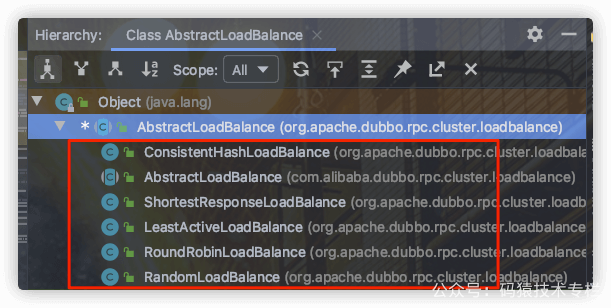 Hierarchy: Class AbstractLoadBalance
Scope: All
Object (java.lang)
* AbstractLoadBalance (org.apache.dubbo.rpc.cluster.loadbalance)
ConsistentHashLoadBalance (org.apache.dubbo.rpc.cluster.loadbala
AbstractLoadBalance (com.alibaba.dubbo.rpc.cluster.loadbalance)
ShortestResponseLoadBalance (org.apache.dubbo.rpc.cluster.loadba
LeastActiveLoadBalance (org.apache.dubbo.rpc.cluster.loadbalance
RoundRobinLoadBalance (org.apache.dubbo.rpc.cluster.loadbalance
RandomLoadBalance (org.apache.dubbo.rpc.cluster.loadbalance)
公众号：码猿技术专栏